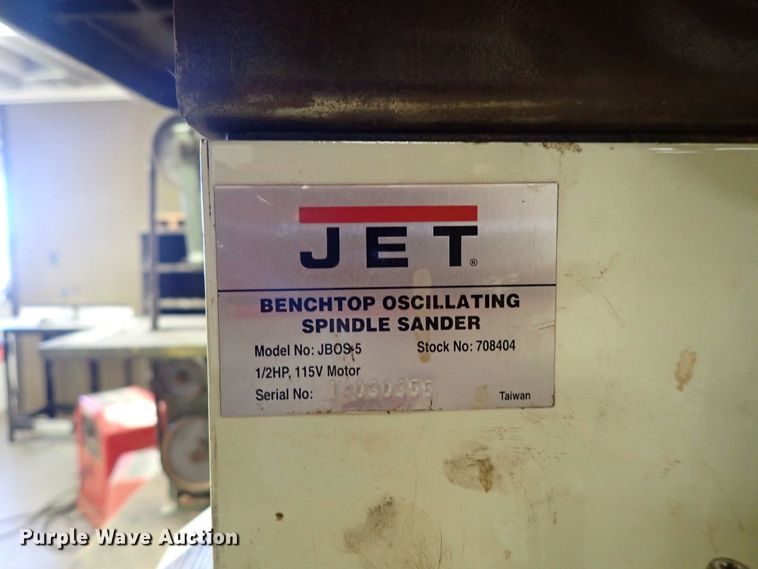 JET®
BENCHTOP OSCILLATING
SPINDLE SANDER
Model No: JBOS-5 Stock No: 708404
1/2HP, 115V Motor
Serial No:
Taiwan
Purple Wave Auction